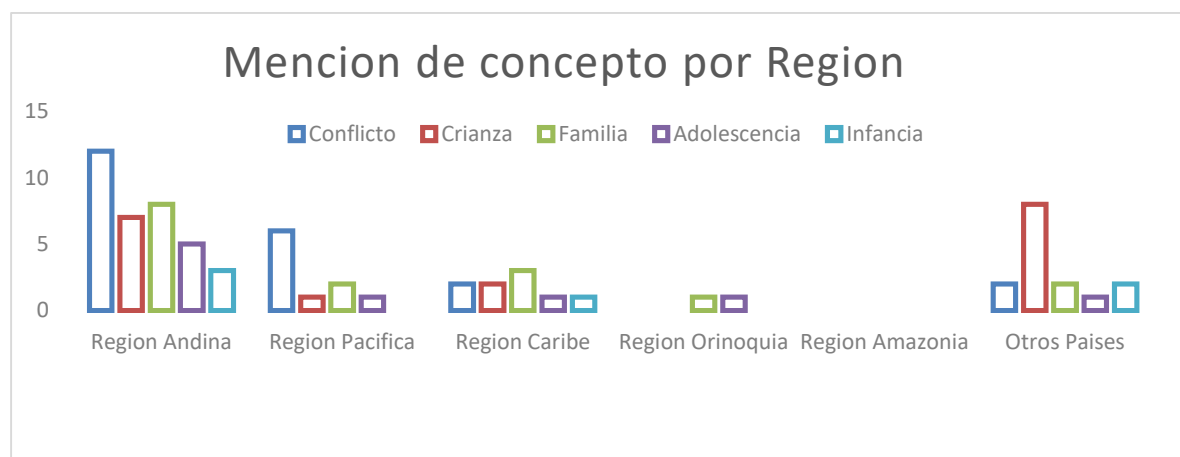 Mencion de concepto por Region
15
Conflicto Crianza Familia Adolescencia Infancia
10
5
0
Region Andina Region Pacifica Region Caribe Region Orinoquia Region Amazonia Otros Paises